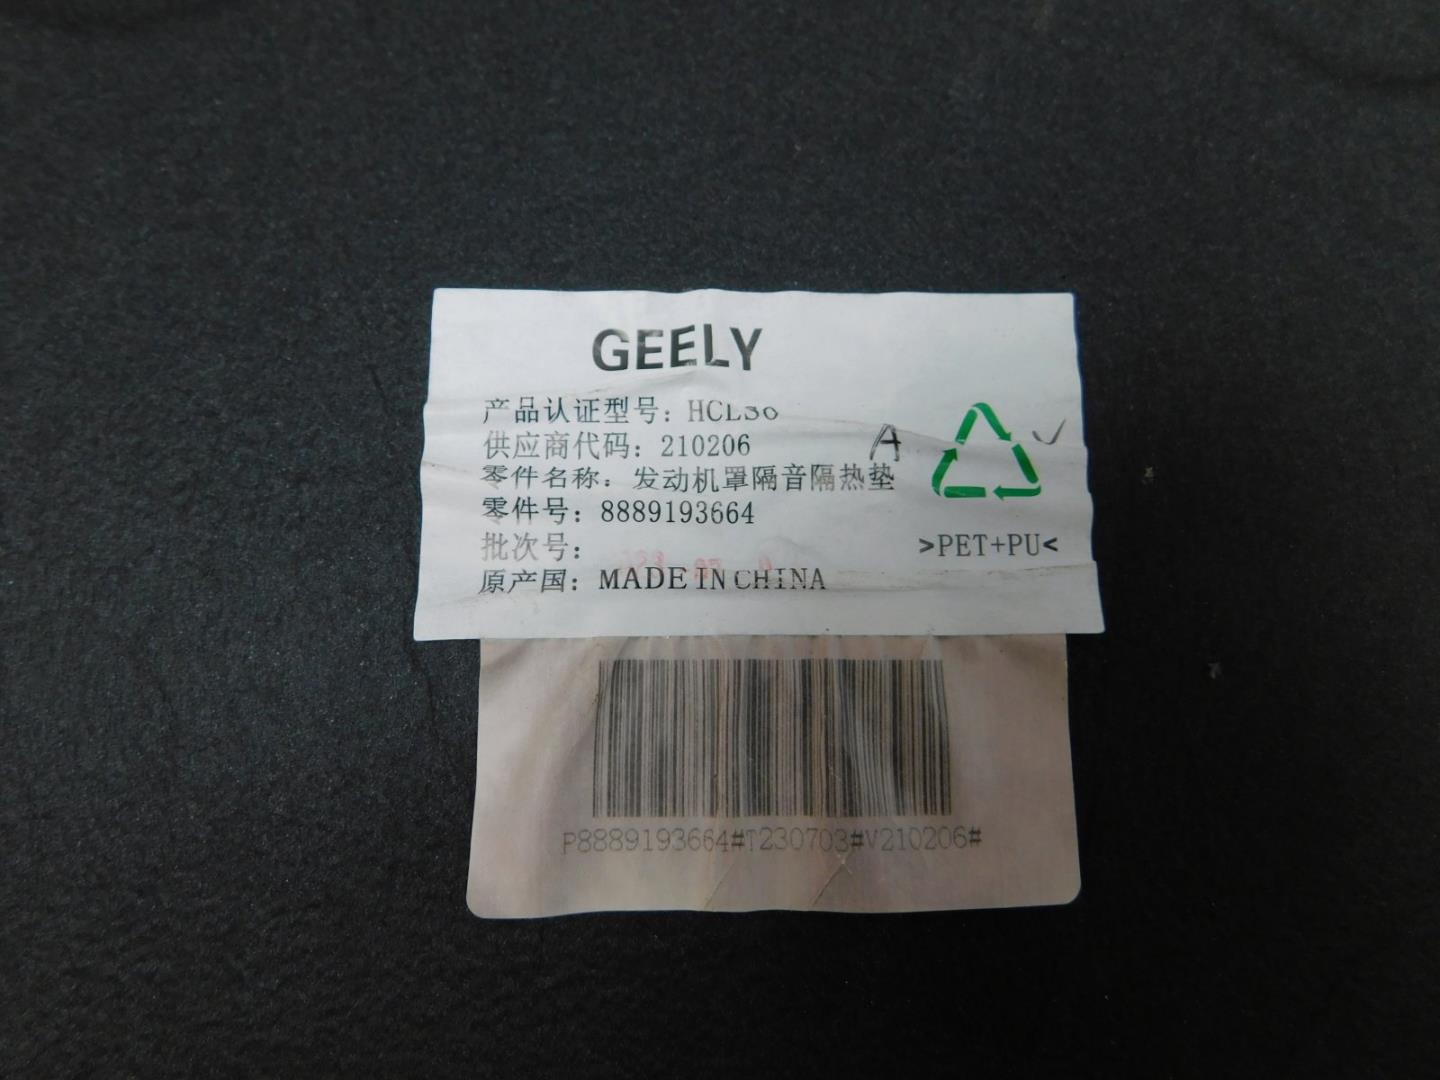 GEELY
产品认证型号: HCL36
供应商代码: 210206
A
零件名称: 发动机罩隔音隔热垫
零件号: 8889193664
批次号:
>PET+PU<
原产国: MADE IN CHINA
P8889193664#T230703#V210206#